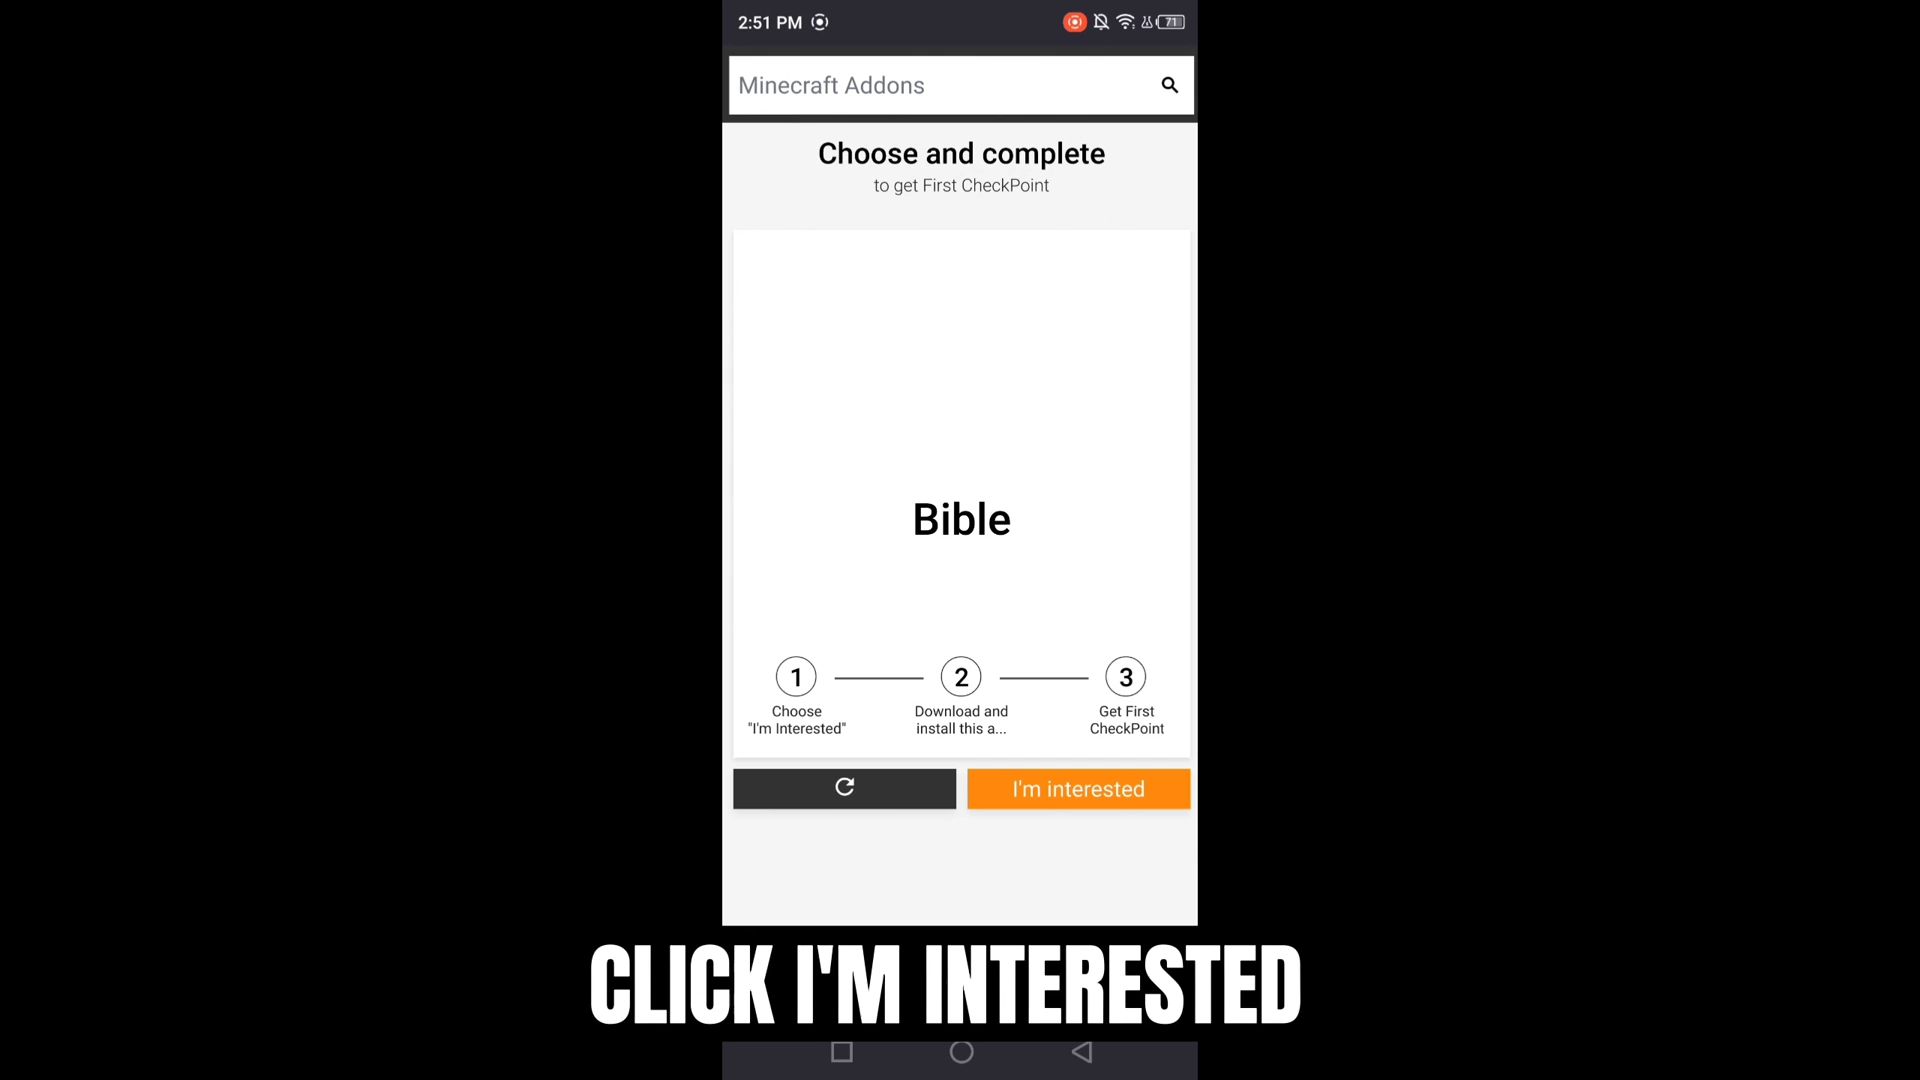 2:51 PM
71
Minecraft Addons
Choose and complete
to get First CheckPoint
Bible
1
2
3
Choose
"I'm Interested"
Download and
install this a...
Get First
CheckPoint
I'm interested
CLICK I'M INTERESTED